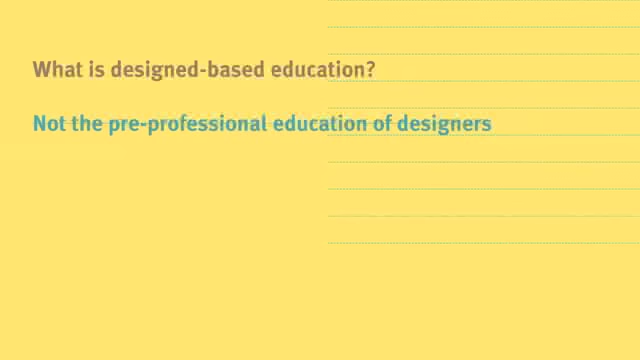 What is designed-based education?
Not the pre-professional education of designers